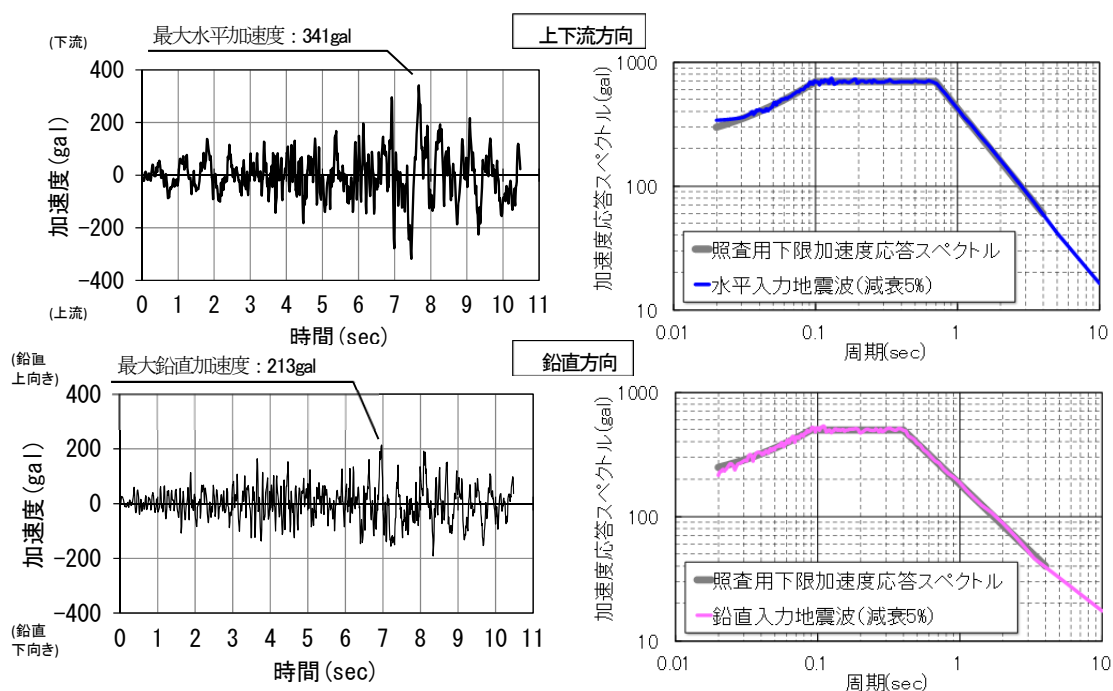 (下流)
最大水平加速度：341gal
上下流方向
400
200
0
-200
-400
加速度(gal)
(上流)
0 1 2 3 4 5 6 7 8 9 10 11
時間(sec)
1000
100
10
加速度応答スペクトル(gal)
照査用下限加速度応答スペクトル
水平入力地震波(減衰5%)
0.01 0.1 1 10
周期(sec)
(鉛直
上向き)
最大鉛直加速度：213gal
鉛直方向
400
200
0
-200
-400
加速度(gal)
(鉛直
下向き)
0 1 2 3 4 5 6 7 8 9 10 11
時間(sec)
1000
100
10
加速度応答スペクトル(gal)
照査用下限加速度応答スペクトル
鉛直入力地震波(減衰5%)
0.01 0.1 1 10
周期(sec)